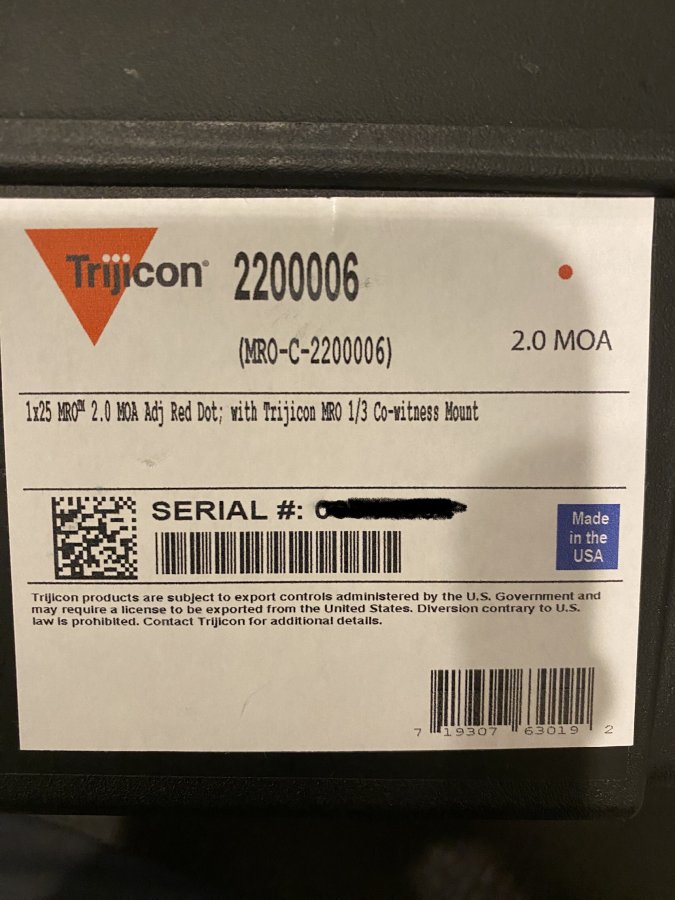 Trijicon® 2200006
(MRO-C-2200006)
2.0 MOA
1x25 MRO™ 2.0 MOA Adj Red Dot; with Trijicon MRO 1/3 Co-witness Mount
SERIAL #:
Made
in the
USA
Trijicon products are subject to export controls administered by the U.S. Government and
may require a license to be exported from the United States. Diversion contrary to U.S.
law is prohibited. Contact Trijicon for additional details.
7 19307 63019 2